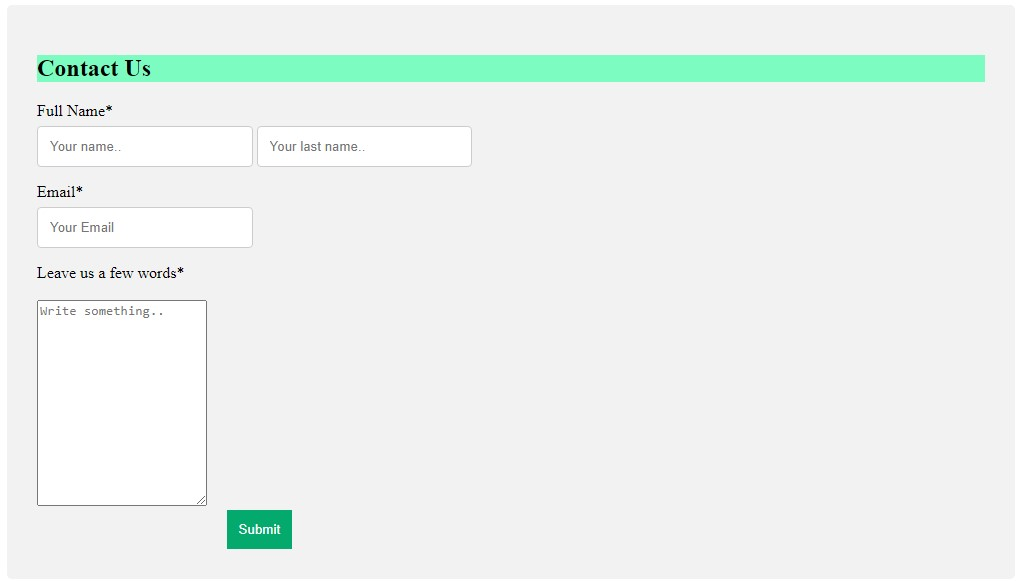 Contact Us
Full Name*
Your name.. Your last name..
Email*
Your Email
Leave us a few words*
Write something..
Submit